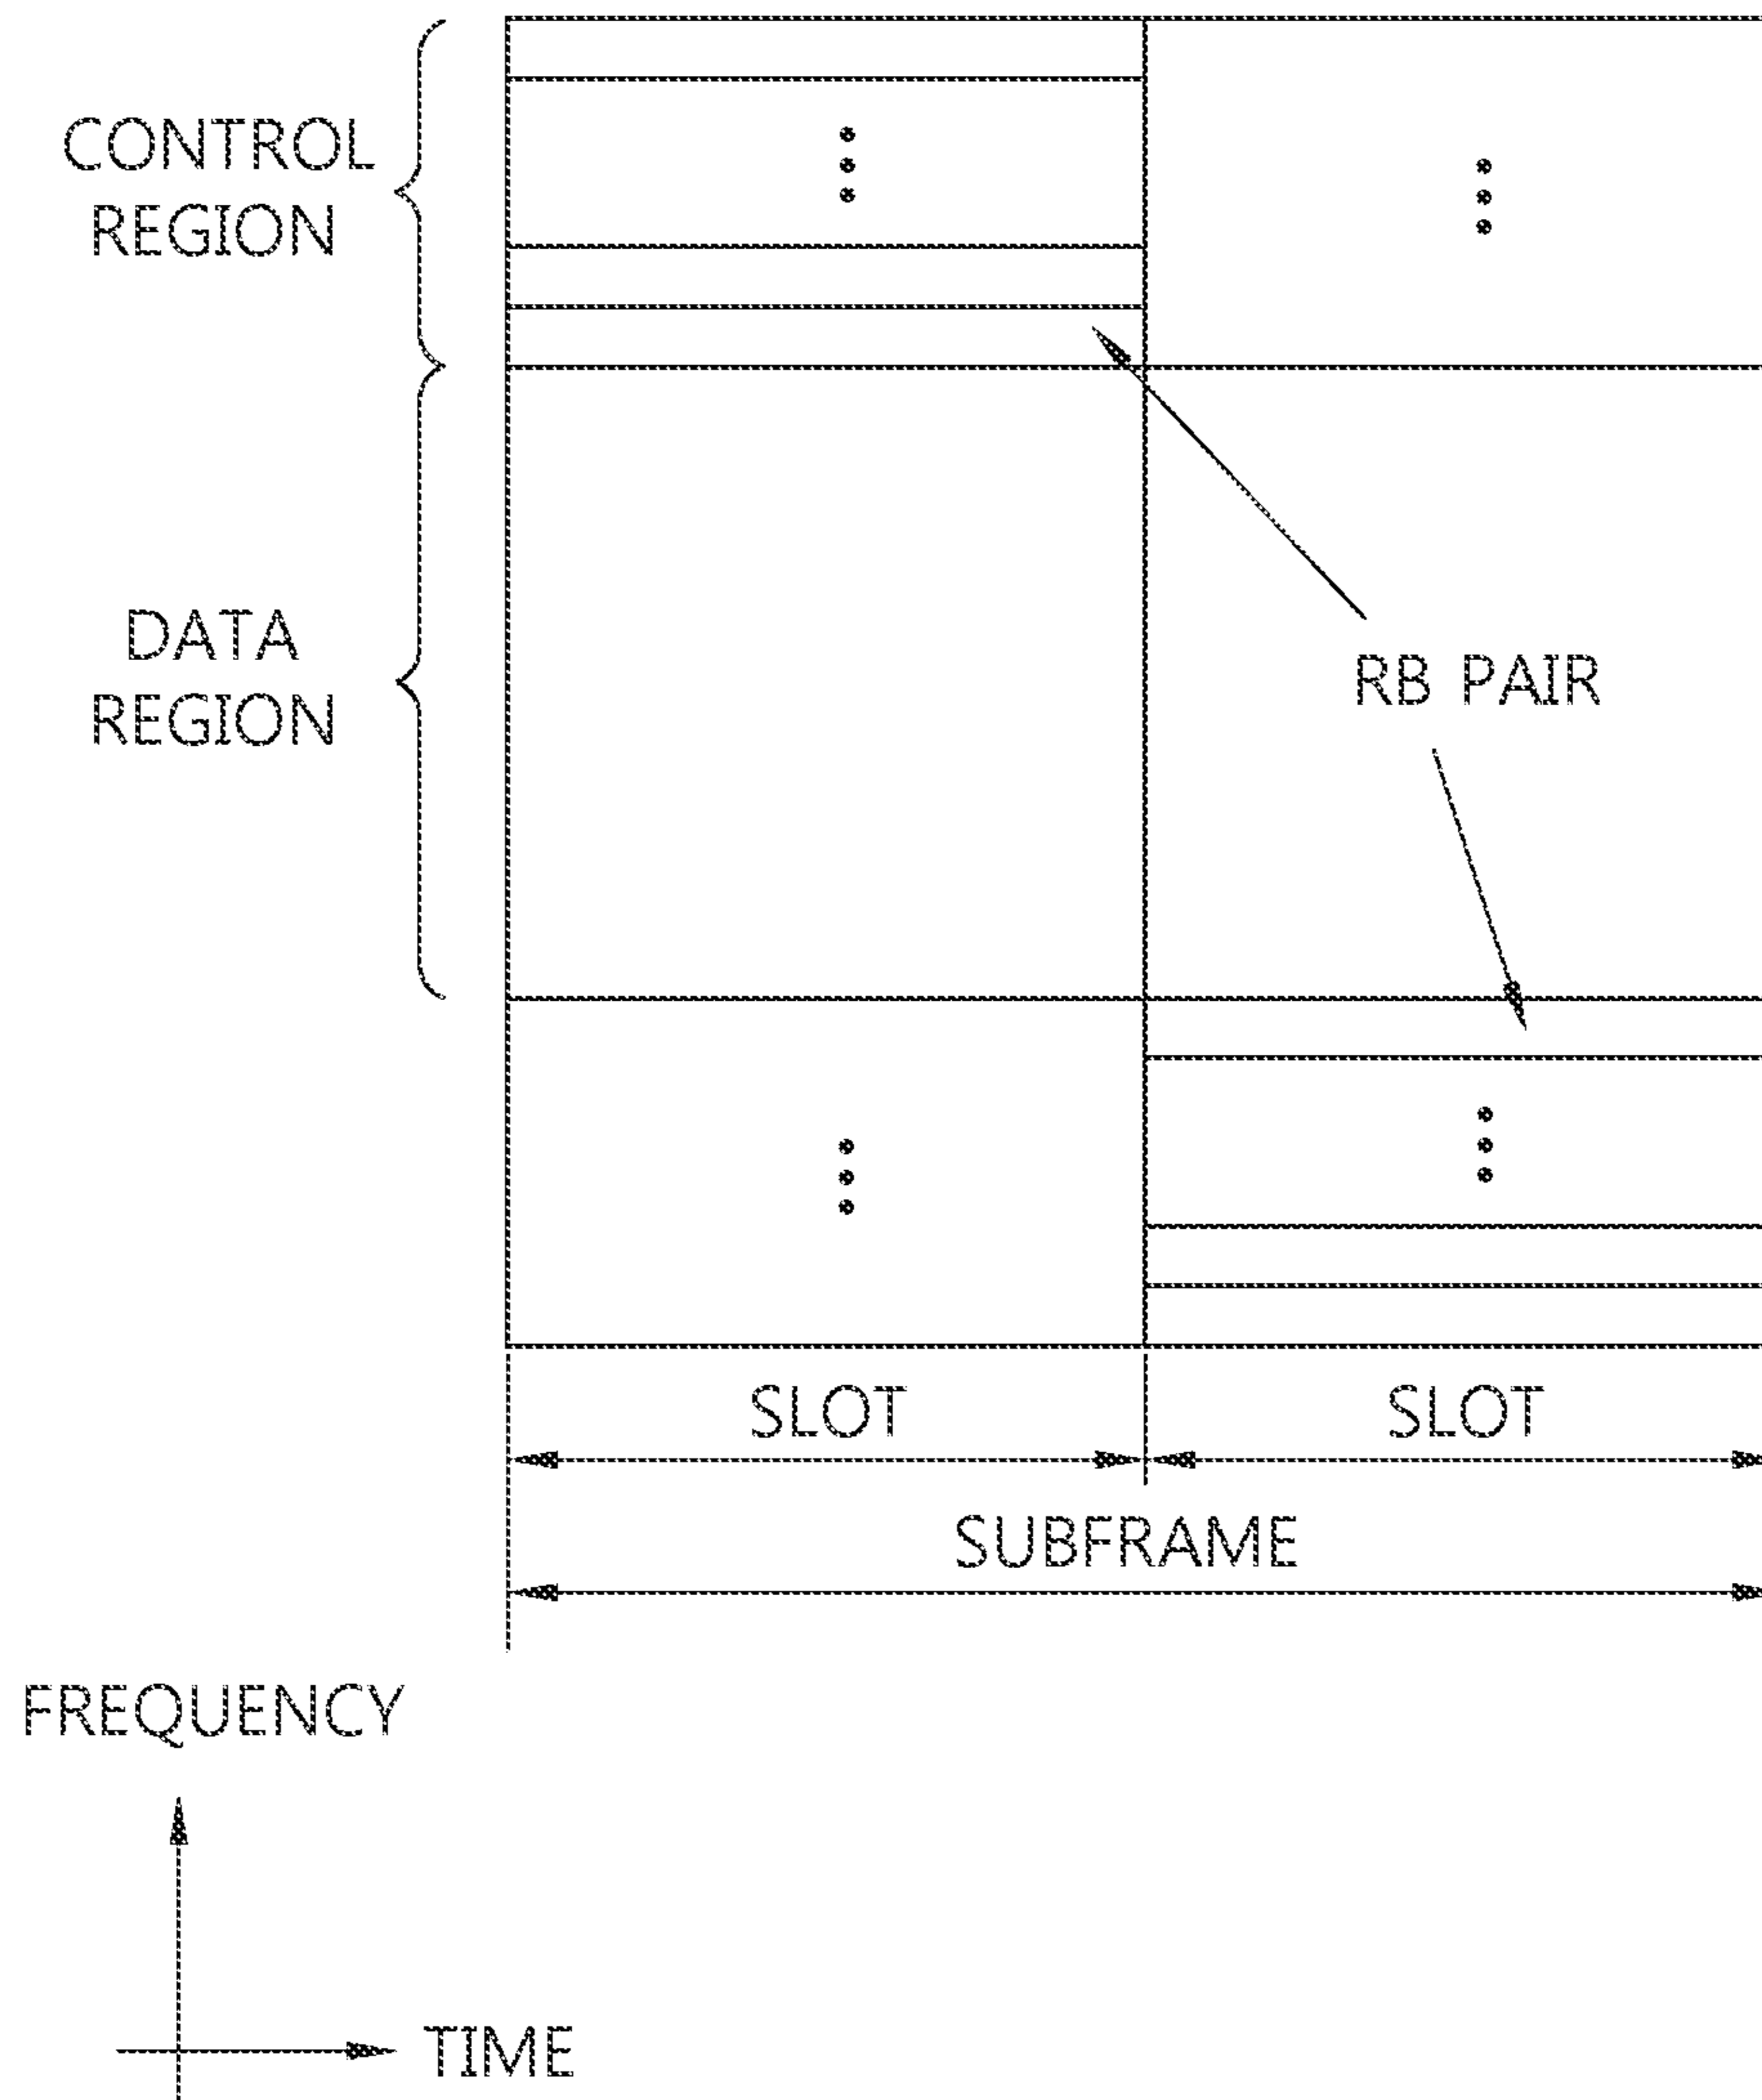 CONTROL
REGION
DATA
REGION
RB PAIR
SLOT
SLOT
SUBFRAME
FREQUENCY
TIME